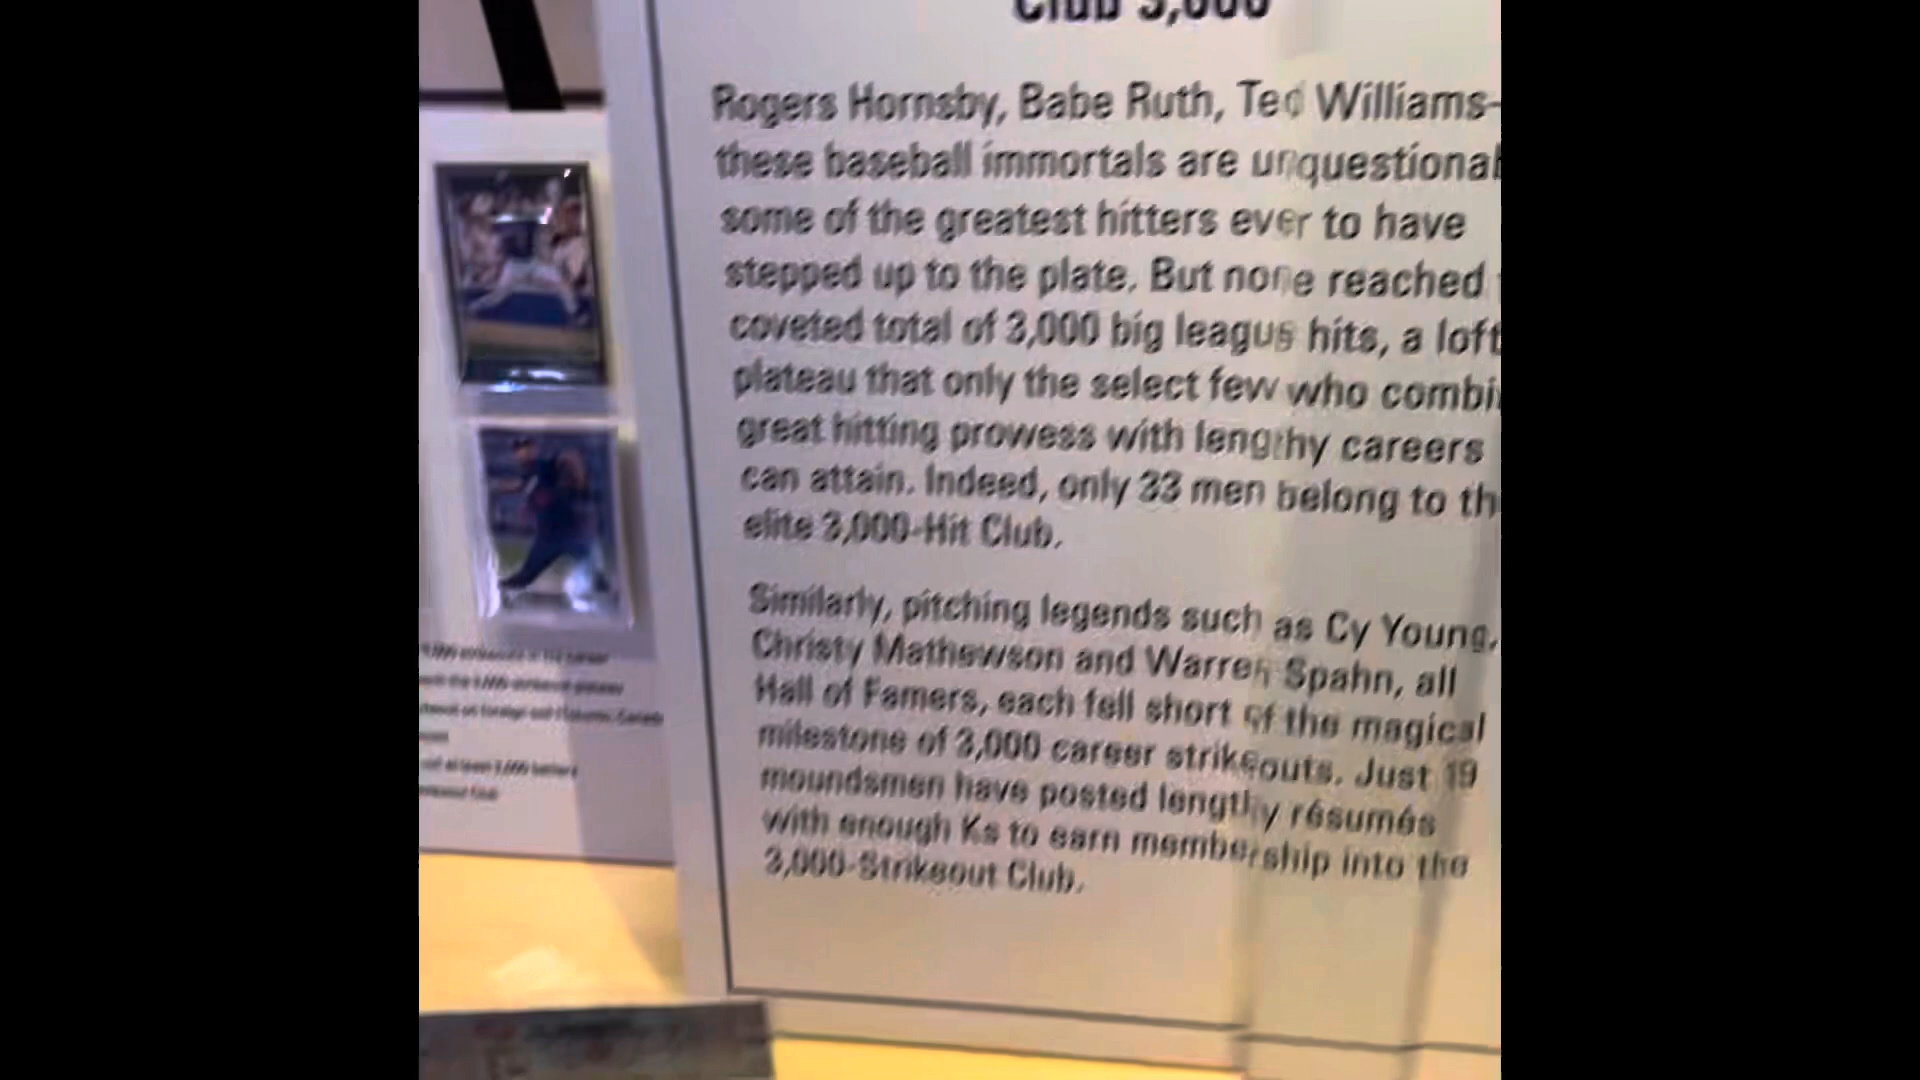 Club 3,000
Rogers Hornsby, Babe Ruth, Ted Williams-
these baseball immortals are unquestional
some of the greatest hitters ever to have
stepped up to the plate. But none reached
coveted total of 3,000 big league hits, a loft
plateau that only the select few who combi
great hitting prowess with lengthy careers
can attain. Indeed, only 33 men belong to th
elite 3,000-Hit Club.
Similarly, pitching legends such as Cy Young,
Christy Mathewson and Warren Spahn, all
Hall of Famers, each fell short of the magical
milestone of 3,000 career strikeouts. Just 19
moundsmen have posted lengthy résumés
with enough Ks to earn membership into the
3,000-Strikeout Club.